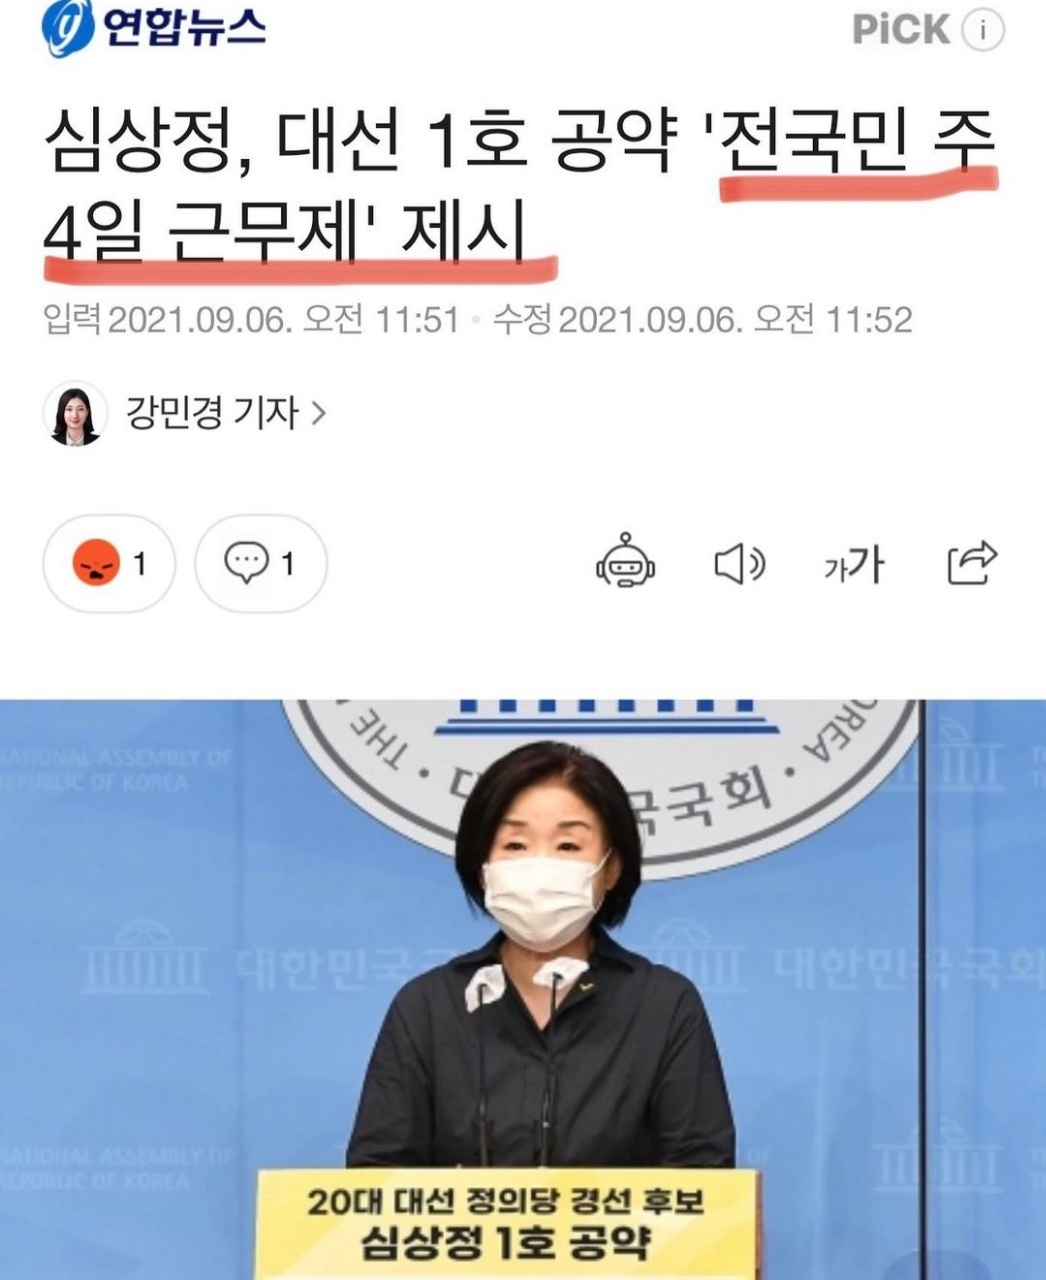 연합뉴스
PiCK i
심상정, 대선 1호 공약 '전국민 주
4일 근무제' 제시
입력 2021.09.06. 오전 11:51 · 수정 2021.09.06. 오전 11:52
강민경 기자 >
1
1
가가
THE
국국회
OREA
NATIONAL ASSEMBLY OF
REPUBLIC OF KOREA
대한민국
대한민국 국회
NATIONAL ASSEMBLY OF
REPUBLIC OF KOREA
20대 대선 정의당 경선 후보
심상정 1호 공약